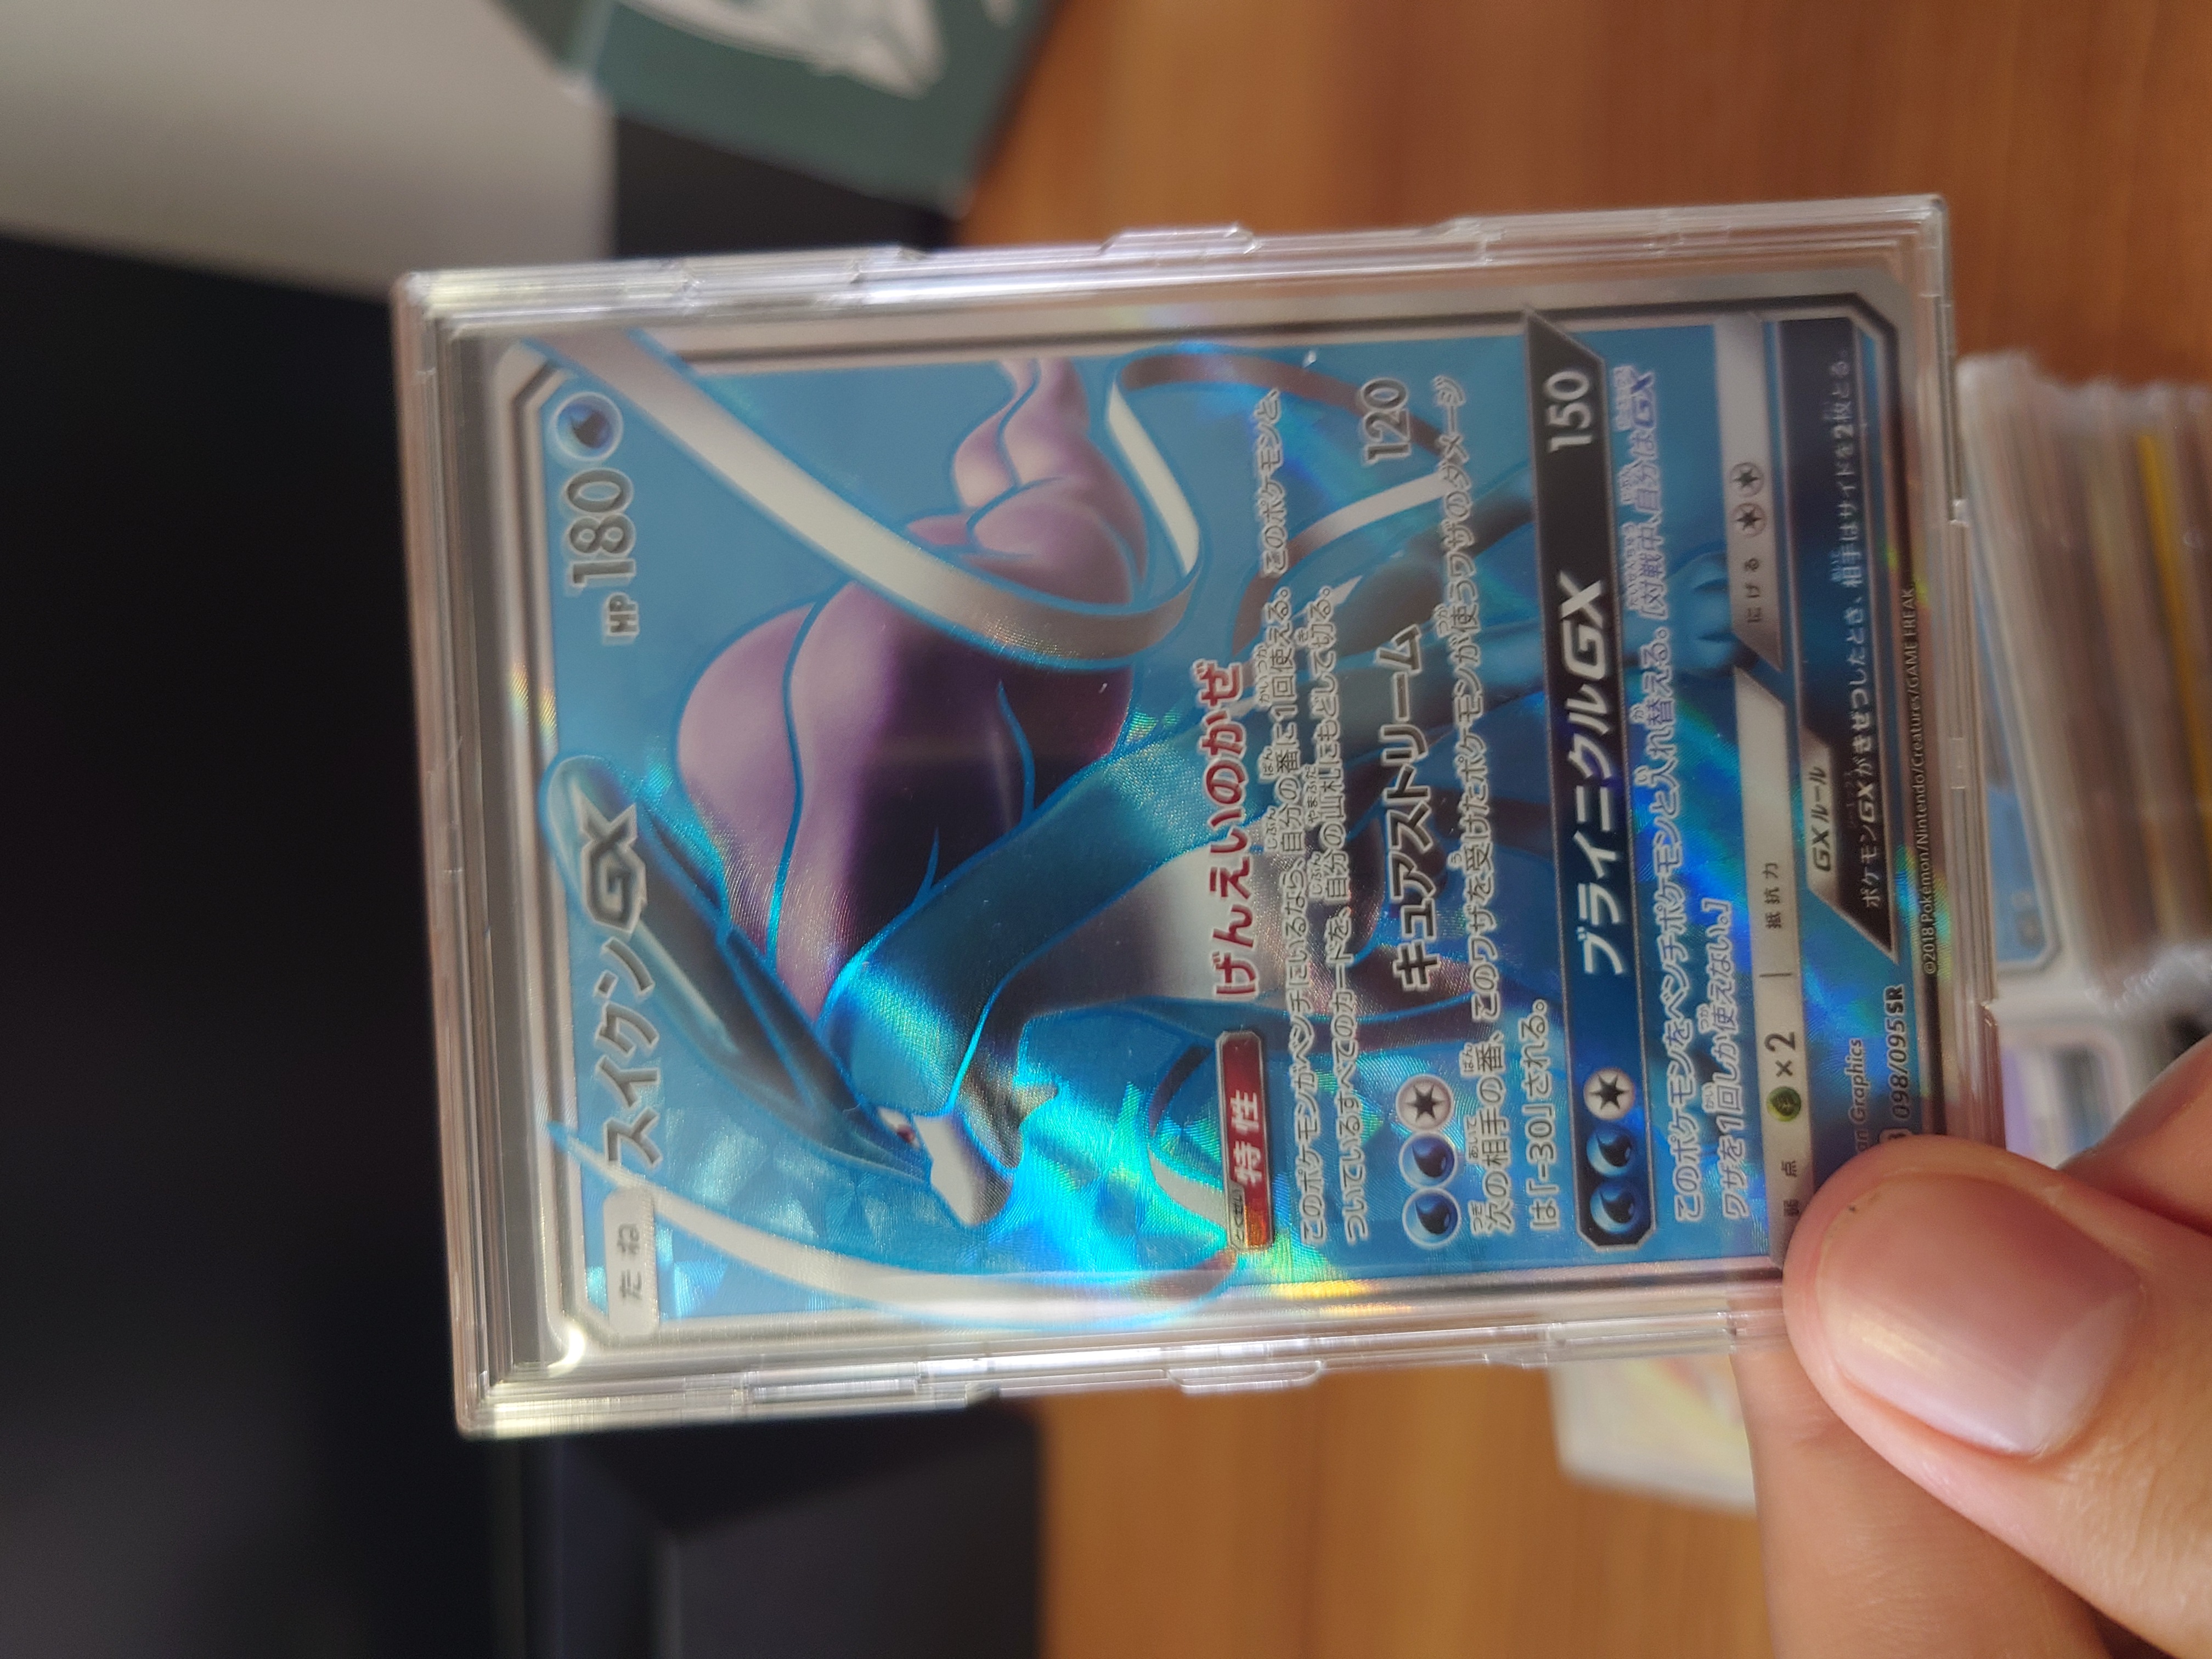 たね スイクンGX HP180
とくせい 特性 げんえいのかぜ
このポケモンがベンチにいるなら、自分の番に1回使える。このポケモンと、
ついているすべてのカードを、自分の山札にもどして切る。
キュアストリーム 120
次の相手の番、このワザを受けたポケモンが使うワザのダメージ
は「-30」される。
ブライニクルGX 150
このポケモンをベンチポケモンと入れ替える。[対戦中、自分はGX
ワザを1回しか使えない。]
弱点 ×2 抵抗力 にげる
GXルール
ポケモンGXがきぜつしたとき、相手はサイドを2枚とる。
Graphics
098/095 SR
©2018 Pokémon/Nintendo/Creatures/GAME FREAK.